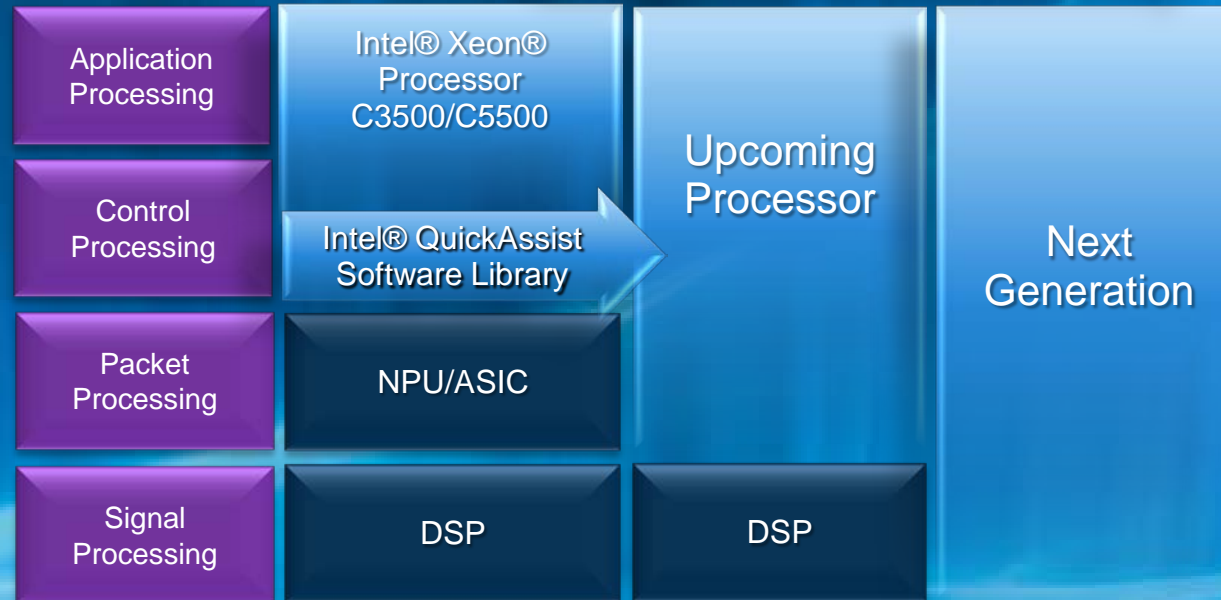 Application
Processing
Intel® Xeon®
Processor
C3500/C5500
Upcoming
Processor
Next
Generation
Control
Processing
Intel® QuickAssist
Software Library
Packet
Processing
NPU/ASIC
Signal
Processing
DSP
DSP